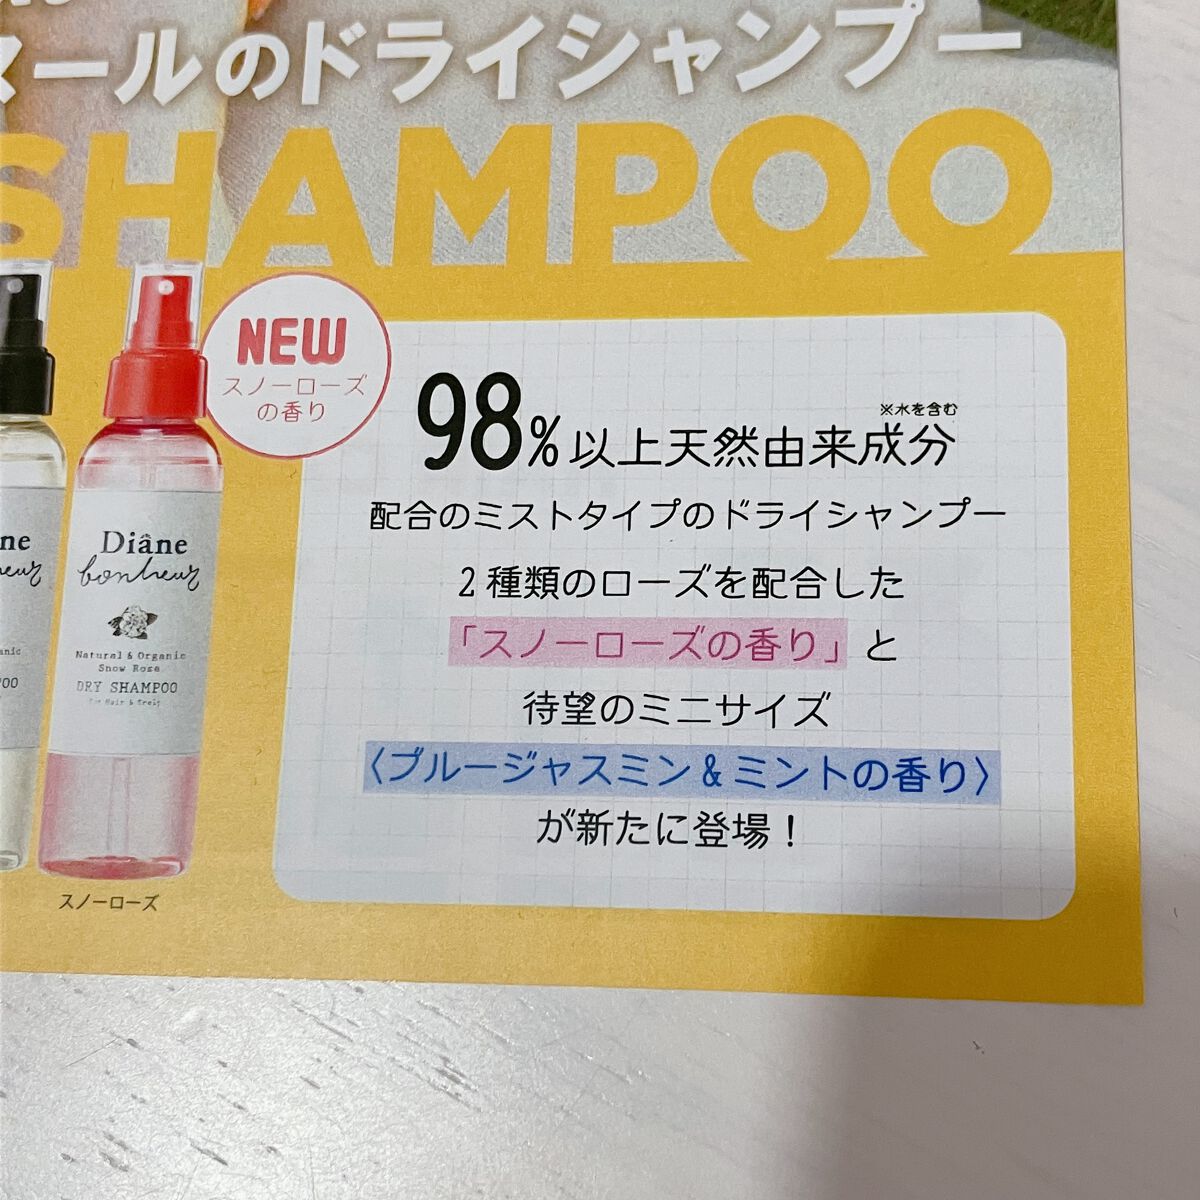 ールのドライシャンプー
SHAMPOO
NEW
スノーローズ
の香り
※水を含む
98%以上天然由来成分
配合のミストタイプのドライシャンプー
2種類のローズを配合した
「スノーローズの香り」と
待望のミニサイズ
〈ブルージャスミン&ミントの香り〉
が新たに登場！
Diane
bonheur
Natural & Organic
Snow Rose
DRY SHAMPOO
For Hair & Scalp
スノーローズ